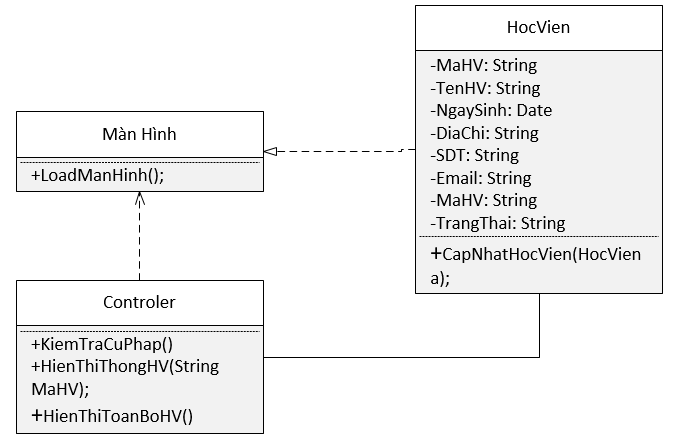 HocVien
-MaHV: String
-TenHV: String
-NgaySinh: Date
-DiaChi: String
-SDT: String
-Email: String
-MaHV: String
-TrangThai: String
+CapNhatHocVien(HocVien
a);
Màn Hình
+LoadManHinh();
Controler
+KiemTraCuPhap()
+HienThiThongHV(String
MaHV);
+HienThiToanBoHV()